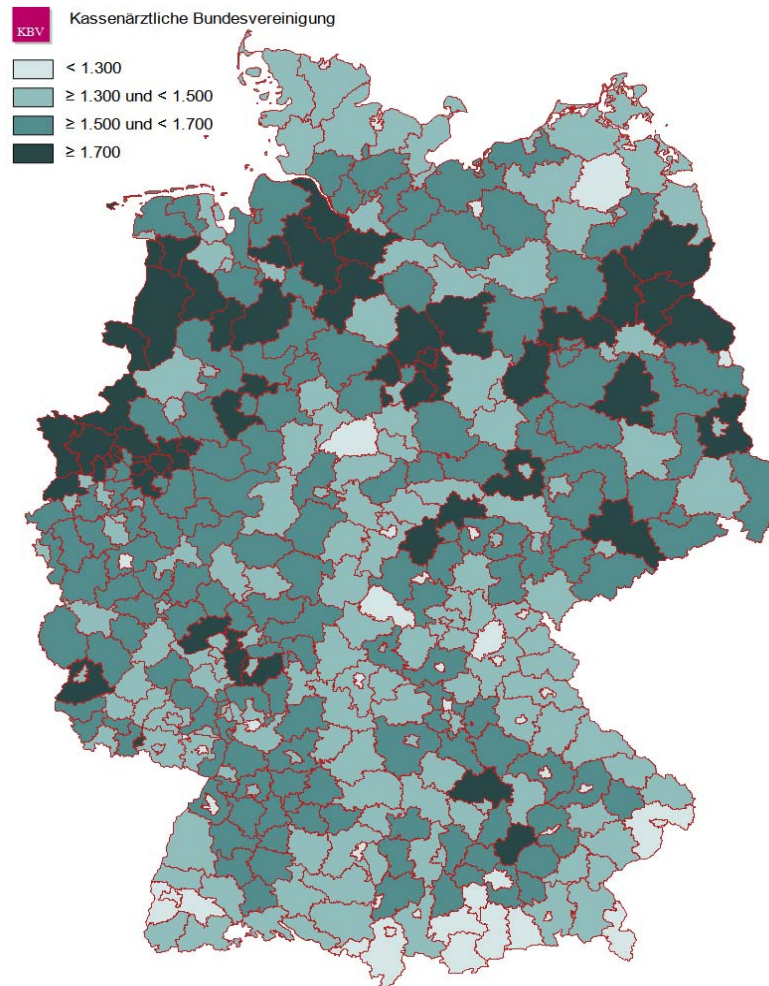 KBV
Kassenärztliche Bundesvereinigung
< 1.300
≥ 1.300 und < 1.500
≥ 1.500 und < 1.700
≥ 1.700